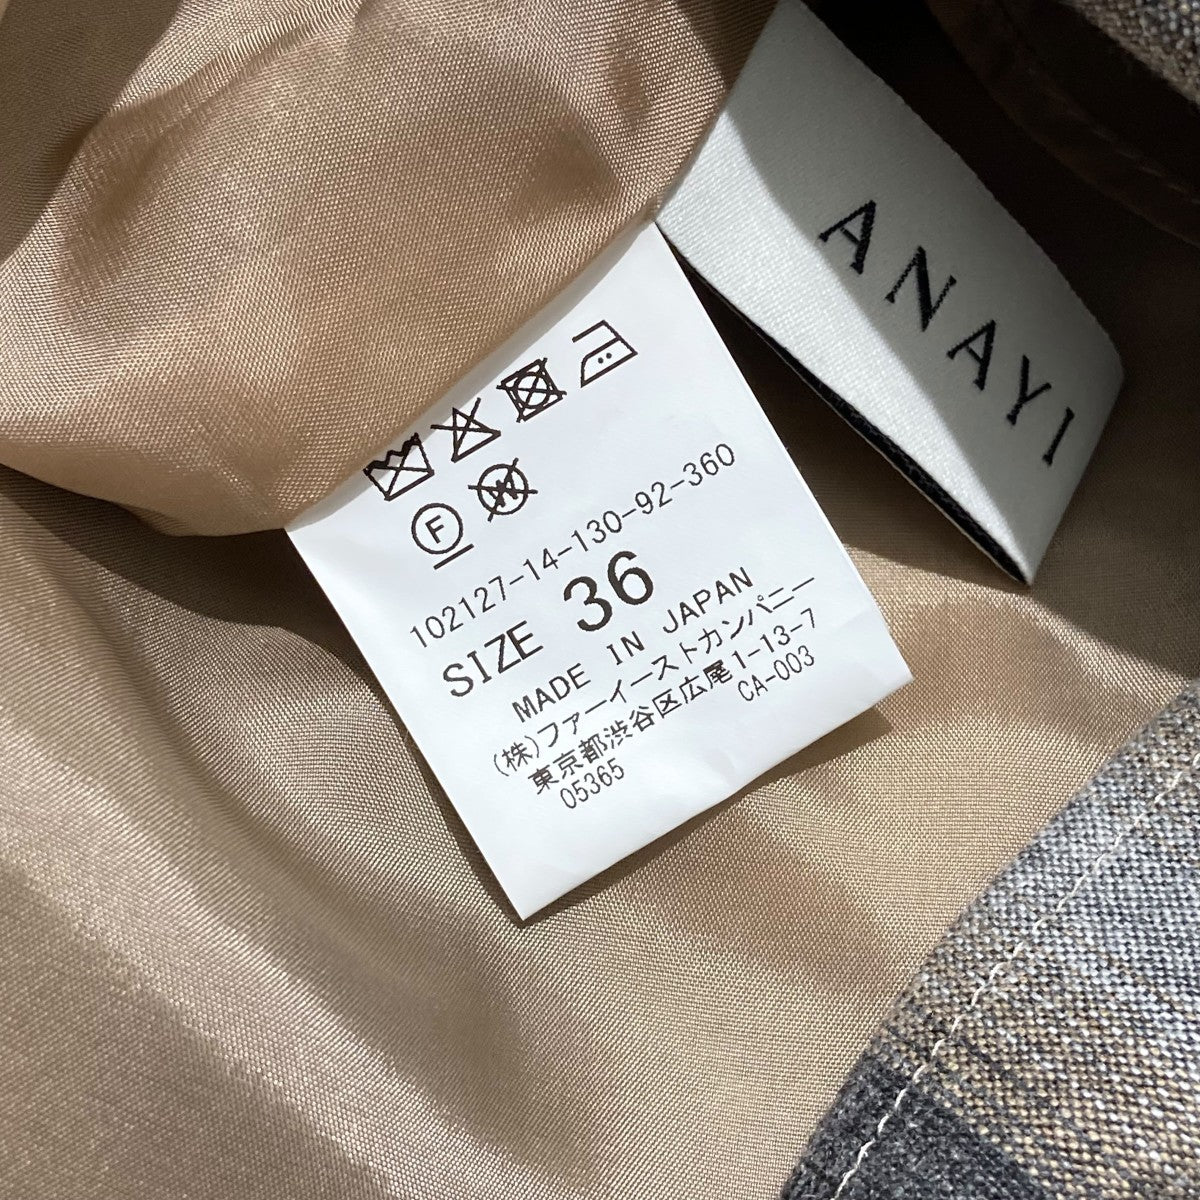 ANAYI
F
W
102127-14-130-92-360
SIZE 36
MADE IN JAPAN
(株)ファーイーストカンパニー
東京都渋谷区広尾1-13-7
05365 CA-003